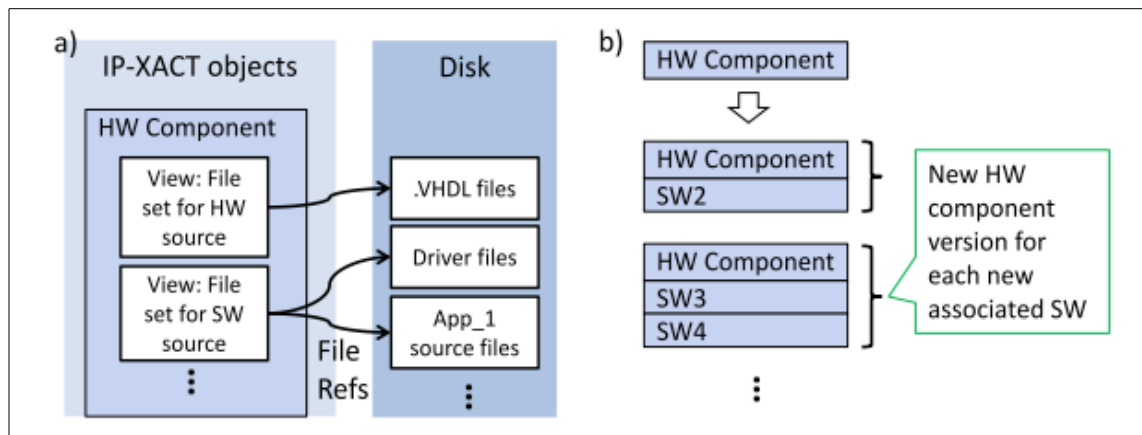 a)
IP-XACT objects
HW Component
View: File
set for HW
source
View: File
set for SW
source
File
Refs
Disk
.VHDL files
Driver files
App_1
source files
b)
HW Component
HW Component
SW2
HW Component
SW3
SW4
New HW
component
version for
each new
associated SW